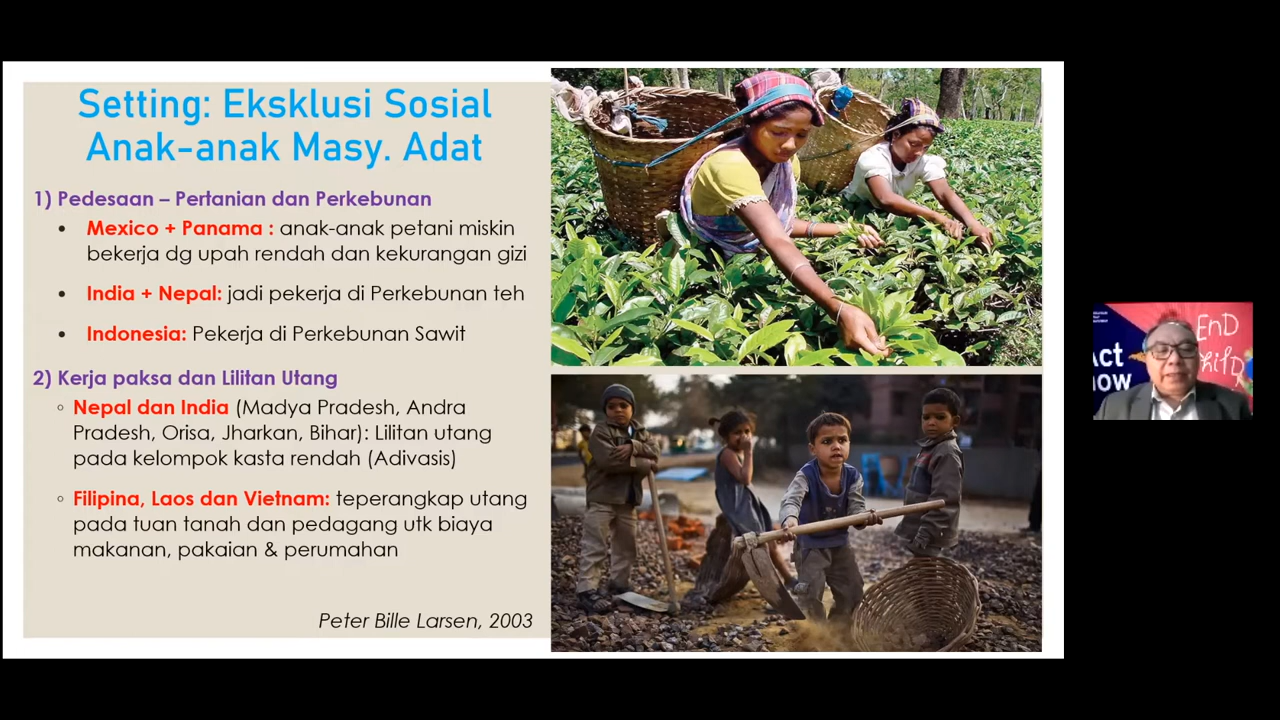 Setting: Eksklusi Sosial
Anak-anak Masy. Adat
1) Pedesaan – Pertanian dan Perkebunan
• Mexico + Panama : anak-anak petani miskin
bekerja dg upah rendah dan kekurangan gizi
• India + Nepal: jadi pekerja di Perkebunan teh
• Indonesia: Pekerja di Perkebunan Sawit
2) Kerja paksa dan Lilitan Utang
◦ Nepal dan India (Madya Pradesh, Andra
Pradesh, Orisa, Jharkan, Bihar): Lilitan utang
pada kelompok kasta rendah (Adivasis)
◦ Filipina, Laos dan Vietnam: teperangkap utang
pada tuan tanah dan pedagang utk biaya
makanan, pakaian & perumahan
Peter Bille Larsen, 2003
Act
now
EnD